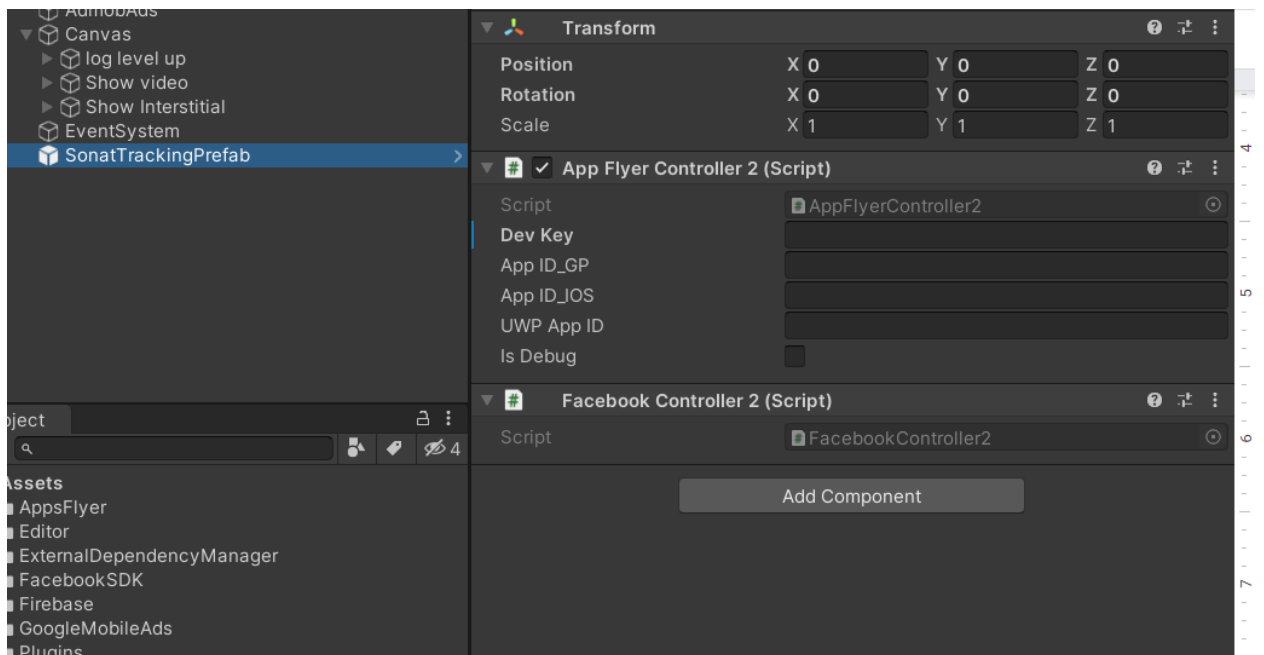 AdmobAds
Canvas
log level up
Show video
Show Interstitial
EventSystem
SonatTrackingPrefab
Transform
Position X 0 Y 0 Z 0
Rotation X 0 Y 0 Z 0
Scale X 1 Y 1 Z 1
# App Flyer Controller 2 (Script)
Script # AppFlyerController2
Dev Key
App ID_GP
App ID_IOS
UWP App ID
Is Debug
# Facebook Controller 2 (Script)
Script # FacebookController2
Add Component
oject
4
Assets
AppsFlyer
Editor
ExternalDependencyManager
FacebookSDK
Firebase
GoogleMobileAds
Plugins
4
5
6
7